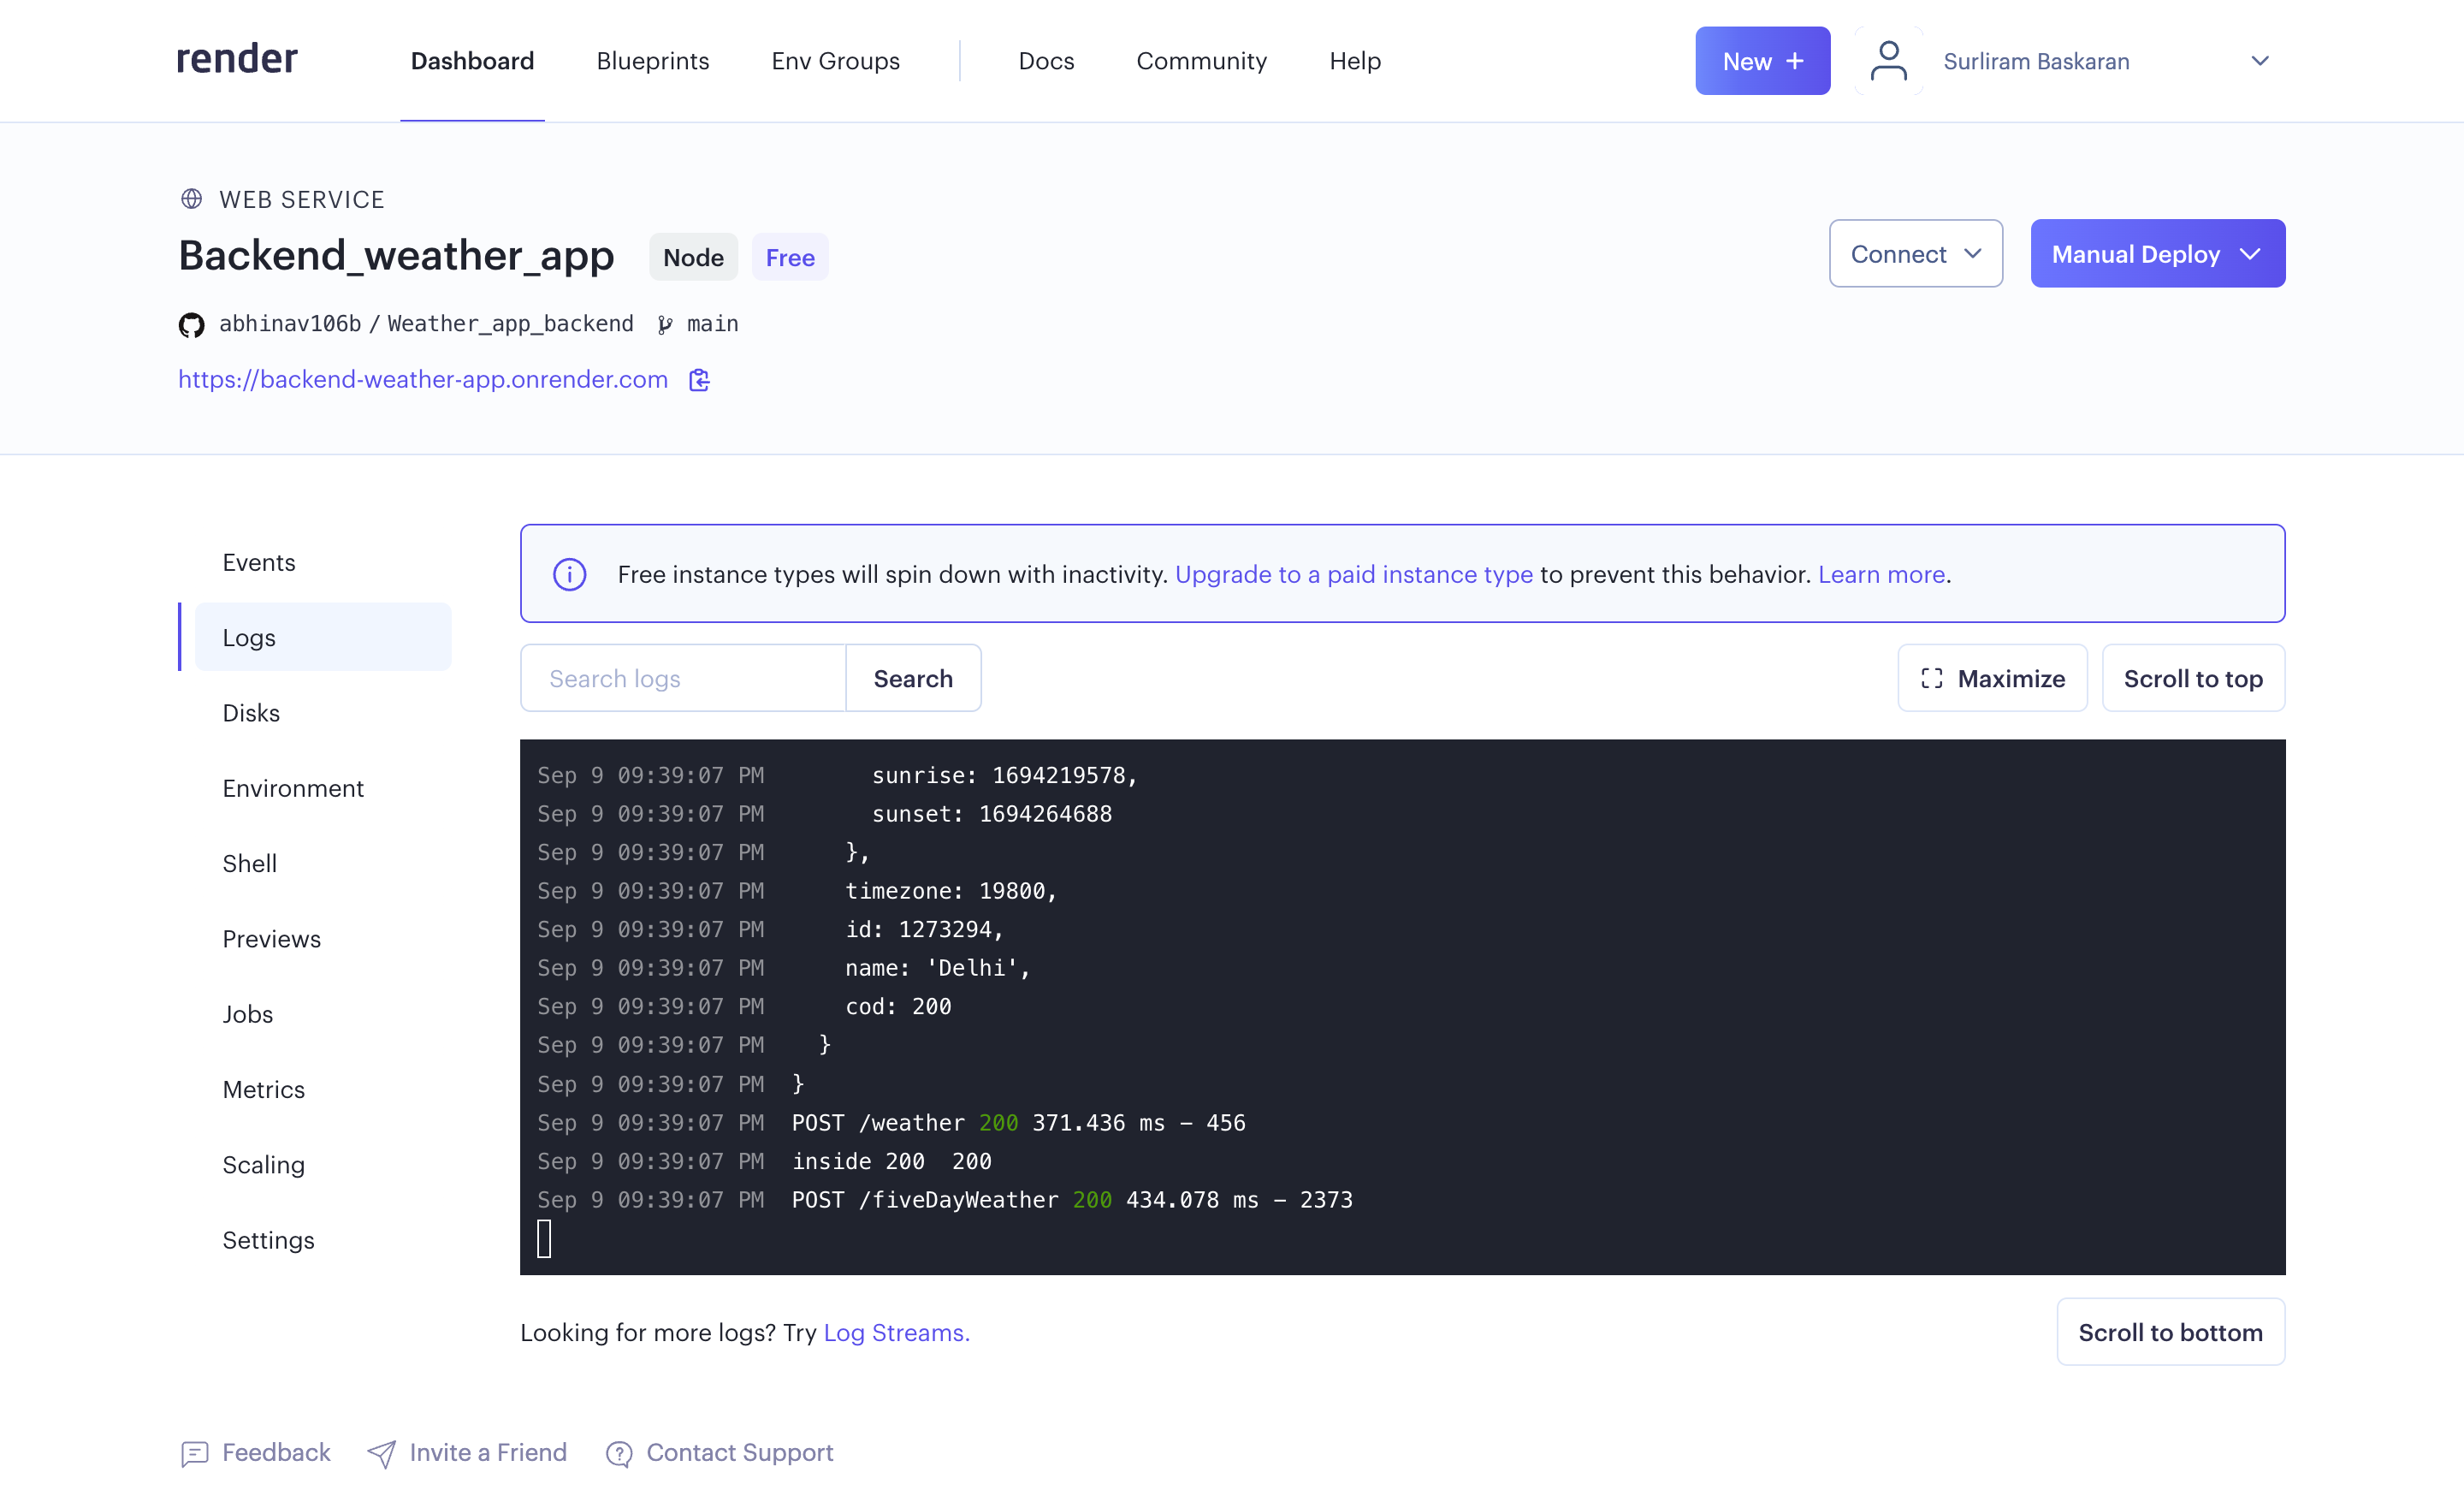 render Dashboard Blueprints Env Groups Docs Community Help New + Surliram Baskaran
WEB SERVICE
Backend_weather_app Node Free
Connect Manual Deploy
abhinav106b / Weather_app_backend main
https://backend-weather-app.onrender.com
Events
Logs
Disks
Environment
Shell
Previews
Jobs
Metrics
Scaling
Settings
Free instance types will spin down with inactivity. Upgrade to a paid instance type to prevent this behavior. Learn more.
Search logs Search Maximize Scroll to top
Sep 9 09:39:07 PM       sunrise: 1694219578,
Sep 9 09:39:07 PM       sunset: 1694264688
Sep 9 09:39:07 PM     },
Sep 9 09:39:07 PM     timezone: 19800,
Sep 9 09:39:07 PM     id: 1273294,
Sep 9 09:39:07 PM     name: 'Delhi',
Sep 9 09:39:07 PM     cod: 200
Sep 9 09:39:07 PM   }
Sep 9 09:39:07 PM }
Sep 9 09:39:07 PM POST /weather 200 371.436 ms - 456
Sep 9 09:39:07 PM inside 200  200
Sep 9 09:39:07 PM POST /fiveDayWeather 200 434.078 ms - 2373
Looking for more logs? Try Log Streams. Scroll to bottom
Feedback Invite a Friend Contact Support